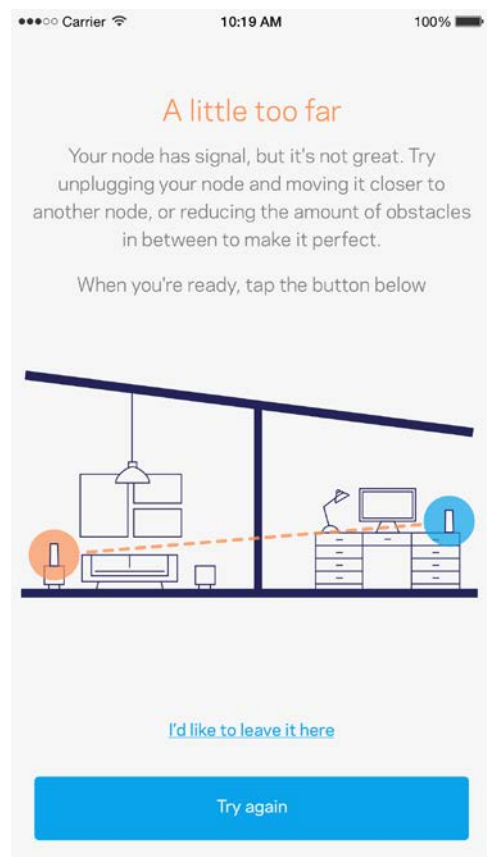 ●●●○○ Carrier 10:19 AM 100%
A little too far
Your node has signal, but it's not great. Try
unplugging your node and moving it closer to
another node, or reducing the amount of obstacles
in between to make it perfect.
When you're ready, tap the button below
I'd like to leave it here
Try again